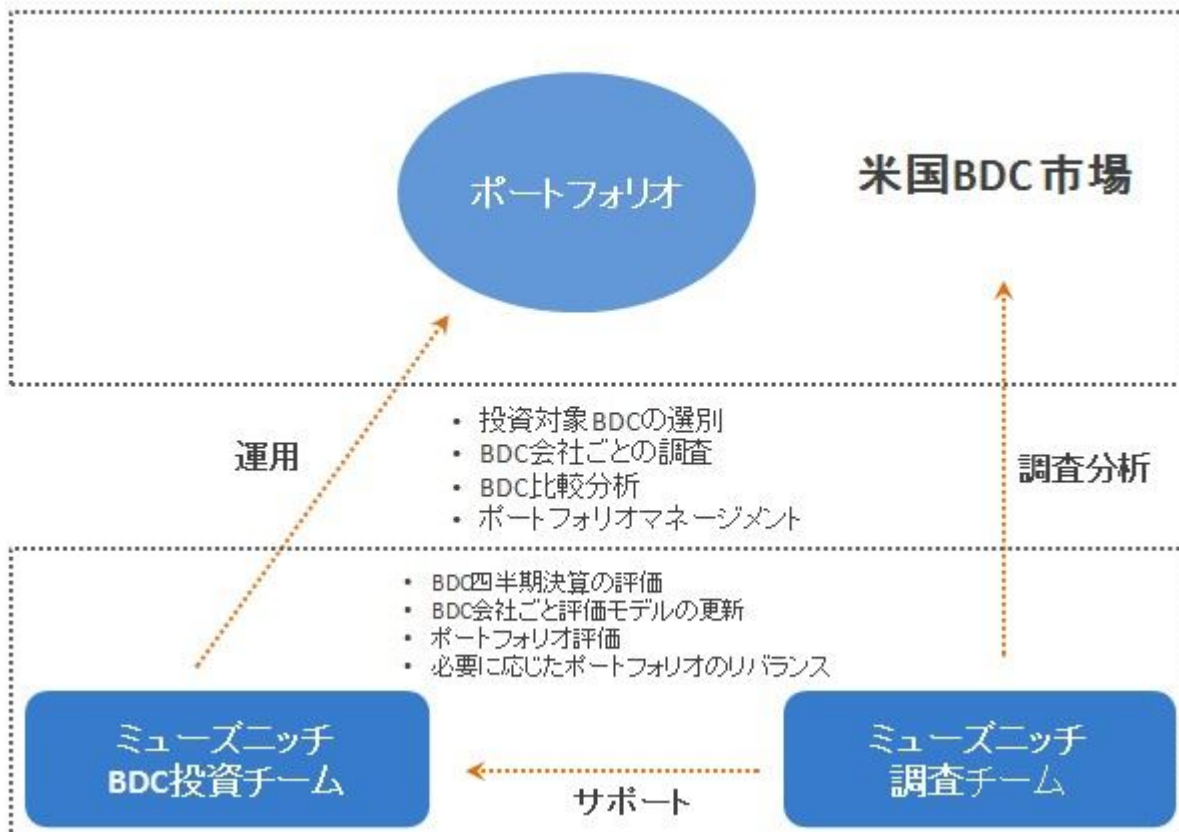 ポートフォリオ
米国BDC市場
運用
• 投資対象BDCの選別
• BDC会社ごとの調査
• BDC比較分析
• ポートフォリオマネージメント
調査分析
• BDC四半期決算の評価
• BDC会社ごと評価モデルの更新
• ポートフォリオ評価
• 必要に応じたポートフォリオのリバランス
ミューズニッチ
BDC投資チーム
サポート
ミューズニッチ
調査チーム